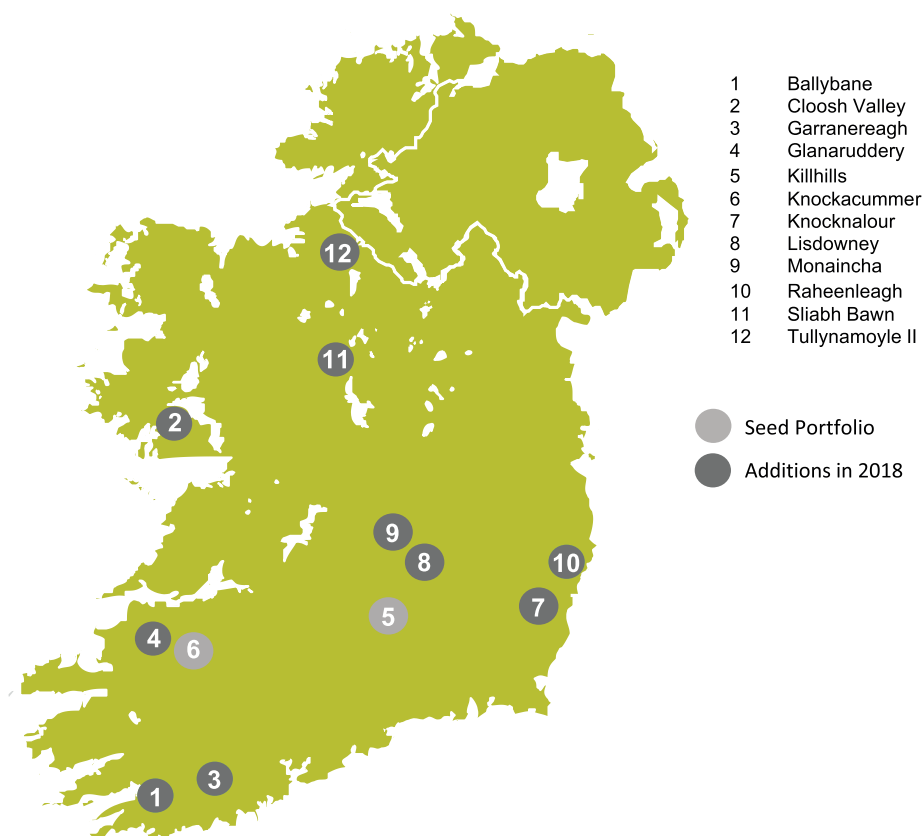 1 Ballybane
2 Cloosh Valley
3 Garranereagh
4 Glanaruddery
5 Killhills
6 Knockacummer
7 Knocknalour
8 Lisdowney
9 Monaincha
10 Raheenleagh
11 Sliabh Bawn
12 Tullynamoyle II
Seed Portfolio
Additions in 2018
12
11
2
9
8
10
5
7
4
6
3
1